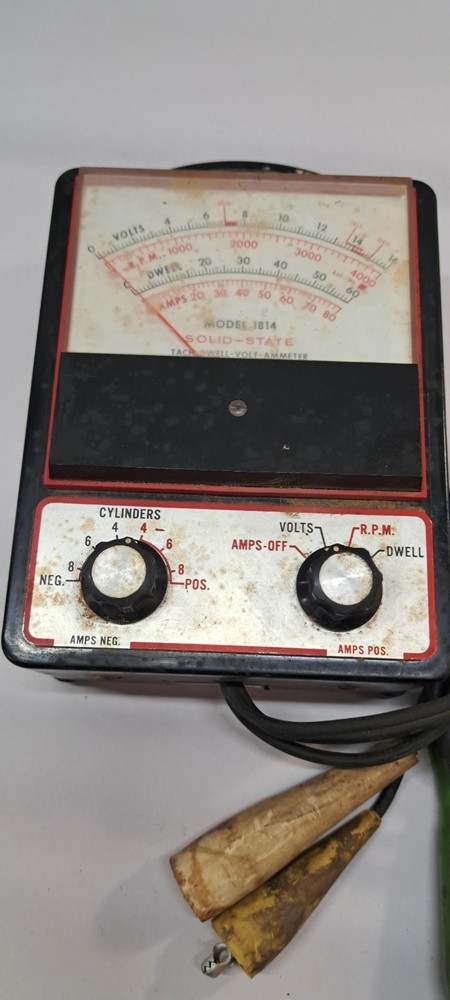 VOLTS 4 6 8 10 12 14 16
0
R.P.M. 1000 2000 3000 4000
DWELL 20 30 40 50 60
0
AMPS 20 30 40 50 60 70 80
MODEL 1814
SOLID-STATE
TACH-DWELL-VOLT-AMMETER
CYLINDERS
4 4
6 6
8 8
NEG. POS.
AMPS NEG.
VOLTS R.P.M.
AMPS-OFF DWELL
AMPS POS.